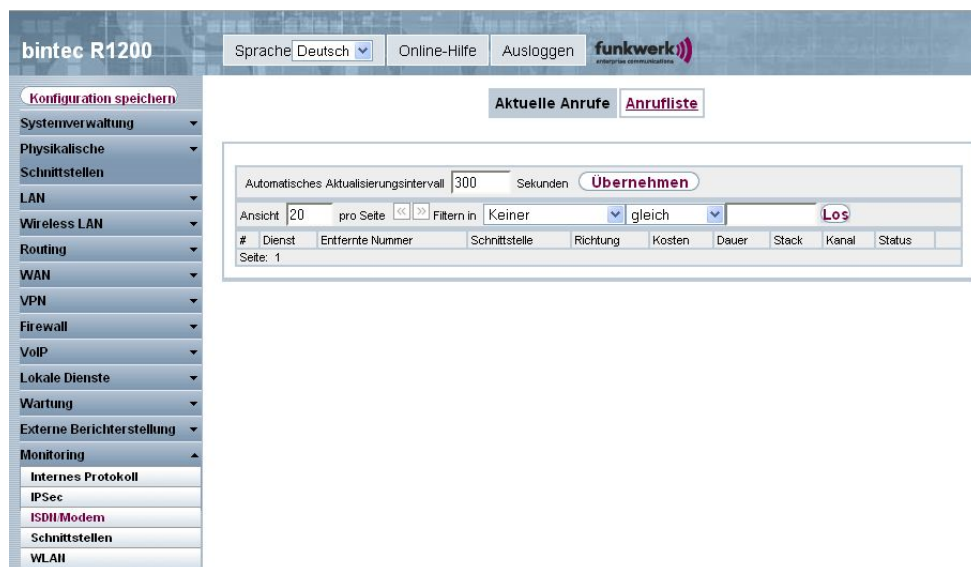 bintec R1200
Sprache Deutsch
Online-Hilfe
Ausloggen
funkwerk
enterprise communications
Konfiguration speichern
Systemverwaltung
Physikalische
Schnittstellen
LAN
Wireless LAN
Routing
WAN
VPN
Firewall
VoIP
Lokale Dienste
Wartung
Externe Berichterstellung
Monitoring
Internes Protokoll
IPSec
ISDN/Modem
Schnittstellen
WLAN
Aktuelle Anrufe Anrufliste
Automatisches Aktualisierungsintervall 300 Sekunden Übernehmen
Ansicht 20 pro Seite << >> Filtern in Keiner gleich Los
# Dienst Entfernte Nummer Schnittstelle Richtung Kosten Dauer Stack Kanal Status
Seite: 1